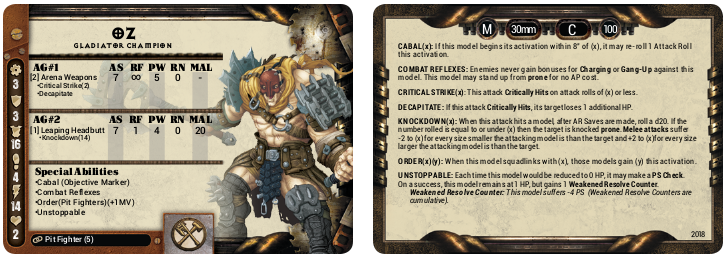 OZ
GLADIATOR CHAMPION
AG#1 AS RF PW RN MAL
[2] Arena Weapons 7 ∞ 5 0 -
•Critical Strike(2)
•Decapitate
AG#2 AS RF PW RN MAL
[1] Leaping Headbutt 7 1 4 0 20
•Knockdown(14)
Special Abilities
•Cabal (Objective Marker)
•Combat Reflexes
•Order(Pit Fighters)(+1MV)
•Unstoppable
3
3
16
4
14
2
Pit Fighter (5)
M 30mm C 100
CABAL(x): If this model begins its activation within 8" of (x), it may re-roll 1 Attack Roll
this activation.
COMBAT REFLEXES: Enemies never gain bonuses for Charging or Gang-Up against this
model. This model may stand up from prone for no AP cost.
CRITICAL STRIKE(x): This attack Critically Hits on attack rolls of (x) or less.
DECAPITATE: If this attack Critically Hits, its target loses 1 additional HP.
KNOCKDOWN(x): When this attack hits a model, after AR Saves are made, roll a d20. If the
number rolled is equal to or under (x) then the target is knocked prone. Melee attacks suffer
-2 to (x) for every size smaller the attacking model is than the target and +2 to (x) for every size
larger the attacking model is than the target.
ORDER(x)(y): When this model squadlinks with (x), those models gain (y) this activation.
UNSTOPPABLE: Each time this model would be reduced to 0 HP, it may make a PS Check.
On a success, this model remains at 1 HP, but gains 1 Weakened Resolve Counter.
Weakened Resolve Counter: This model suffers -4 PS (Weakened Resolve Counters are
cumulative).
2018